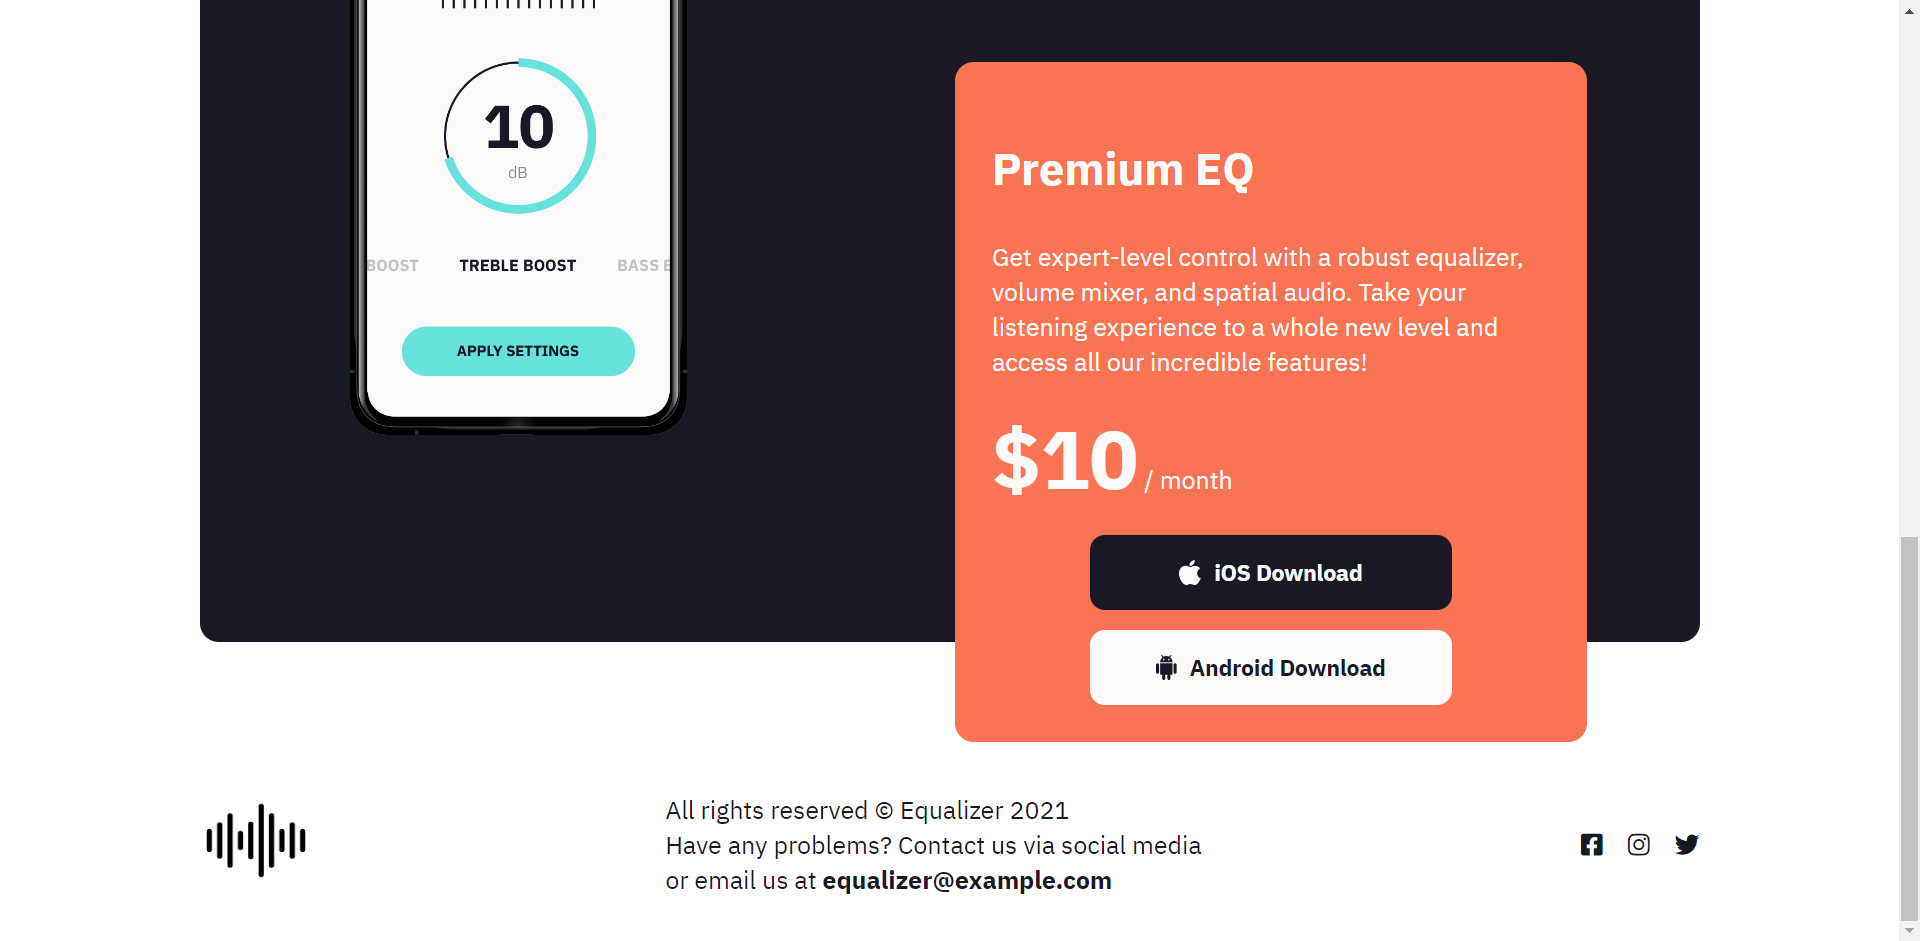 10
dB
BOOST TREBLE BOOST BASS
APPLY SETTINGS
Premium EQ
Get expert-level control with a robust equalizer,
volume mixer, and spatial audio. Take your
listening experience to a whole new level and
access all our incredible features!
$10 / month
iOS Download
Android Download
All rights reserved © Equalizer 2021
Have any problems? Contact us via social media
or email us at equalizer@example.com